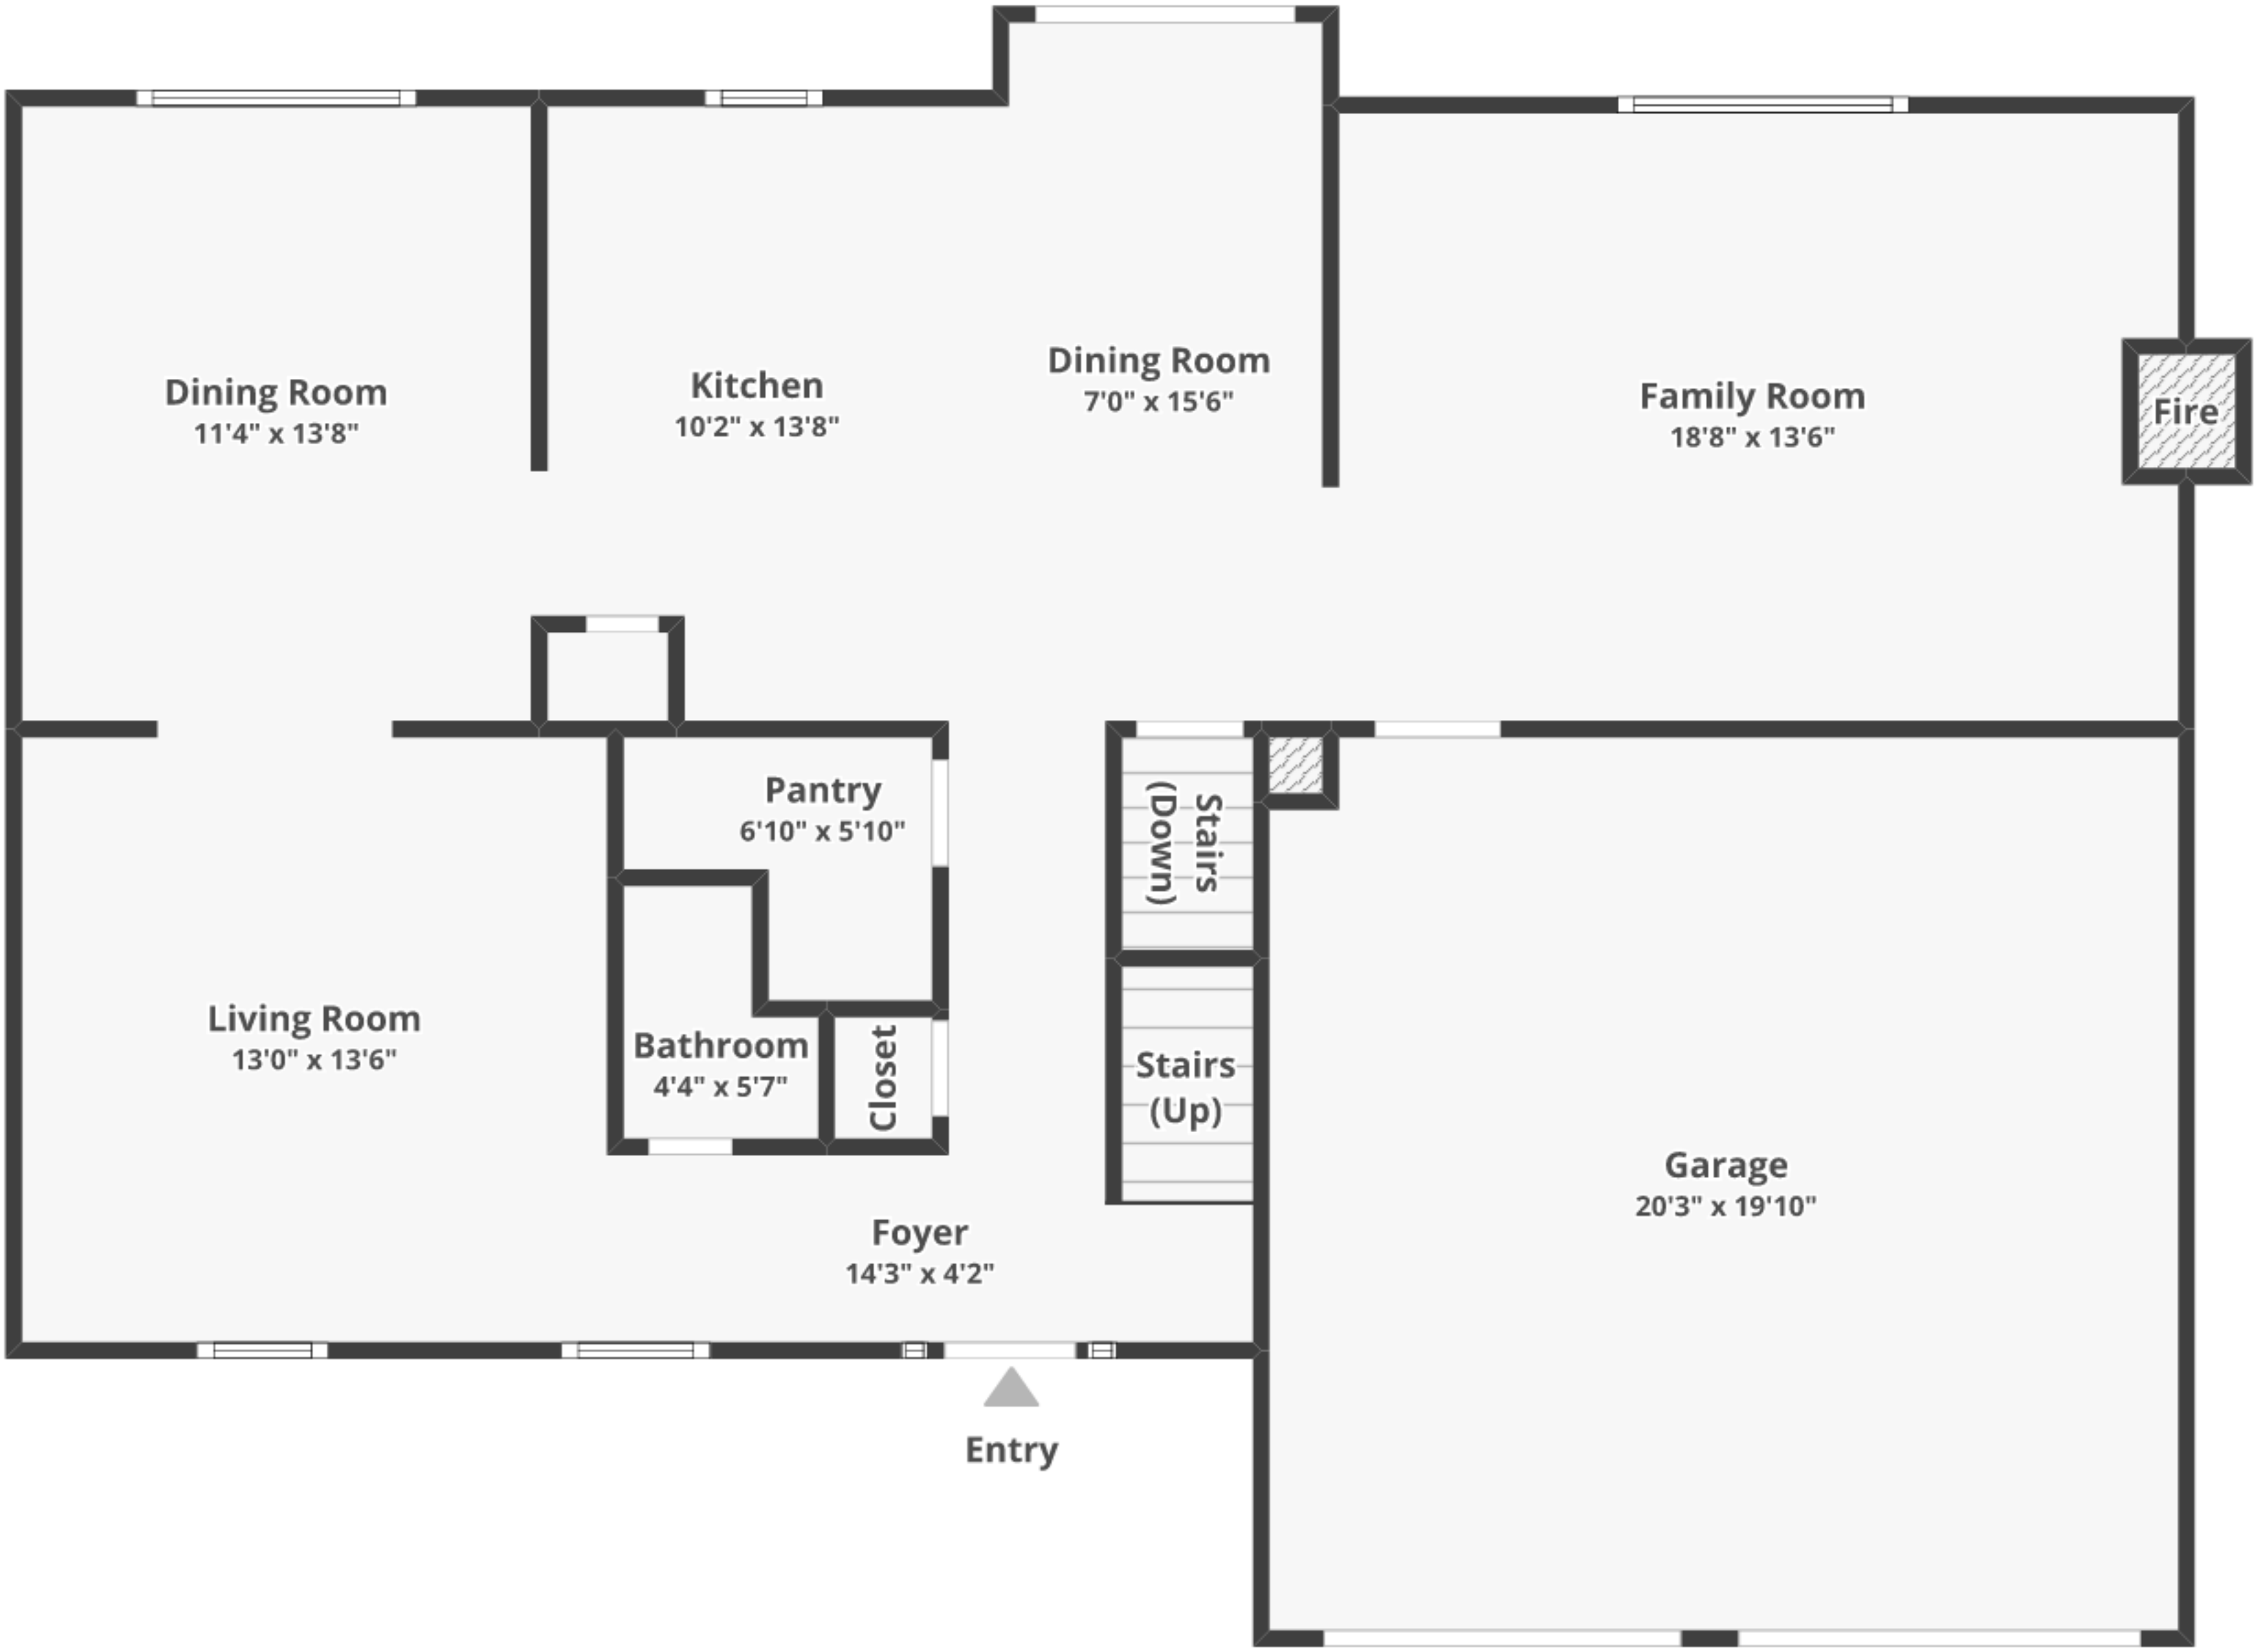 Dining Room
11'4" x 13'8"
Kitchen
10'2" x 13'8"
Dining Room
7'0" x 15'6"
Family Room
18'8" x 13'6"
Fire
Pantry
6'10" x 5'10"
Stairs
(Down)
Living Room
13'0" x 13'6"
Bathroom
4'4" x 5'7"
Closet
Stairs
(Up)
Garage
20'3" x 19'10"
Foyer
14'3" x 4'2"
Entry